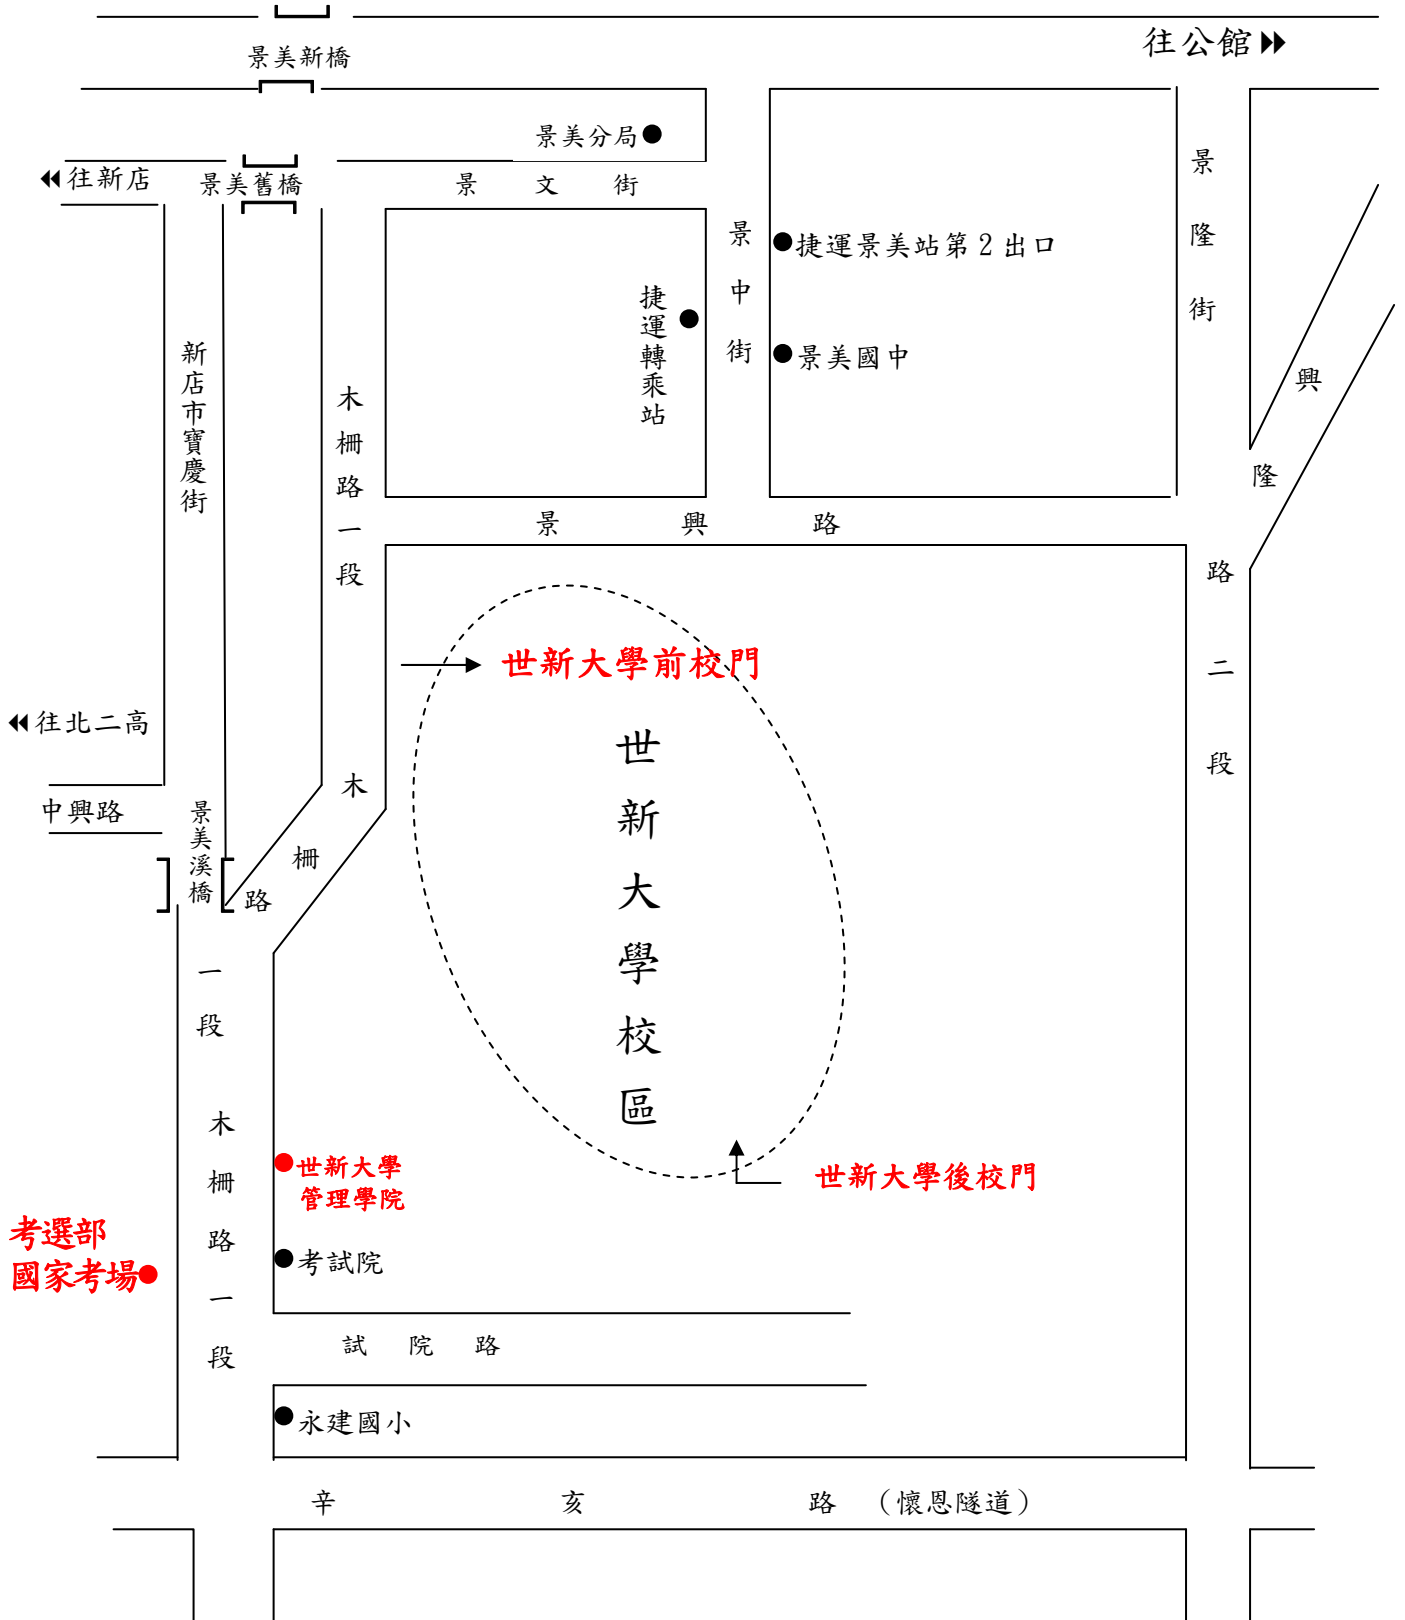 往公館
景美新橋
景美分局
往新店
景美舊橋
景文街
景隆街
景中街
捷運景美站第2出口
捷運轉乘站
景美國中
新店市寶慶街
木柵路一段
興隆路二段
景興路
世新大學前校門
世新大學校區
往北二高
中興路
景美溪橋
木柵路一段
木柵路一段
世新大學
管理學院
世新大學後校門
考選部
國家考場
考試院
試院路
永建國小
辛亥路（懷恩隧道）